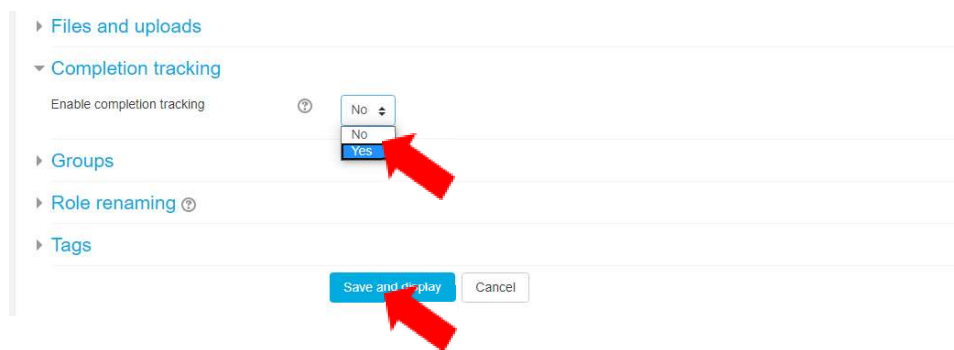 Files and uploads
Completion tracking
Enable completion tracking
No
No
Yes
Groups
Role renaming
Tags
Save and display Cancel